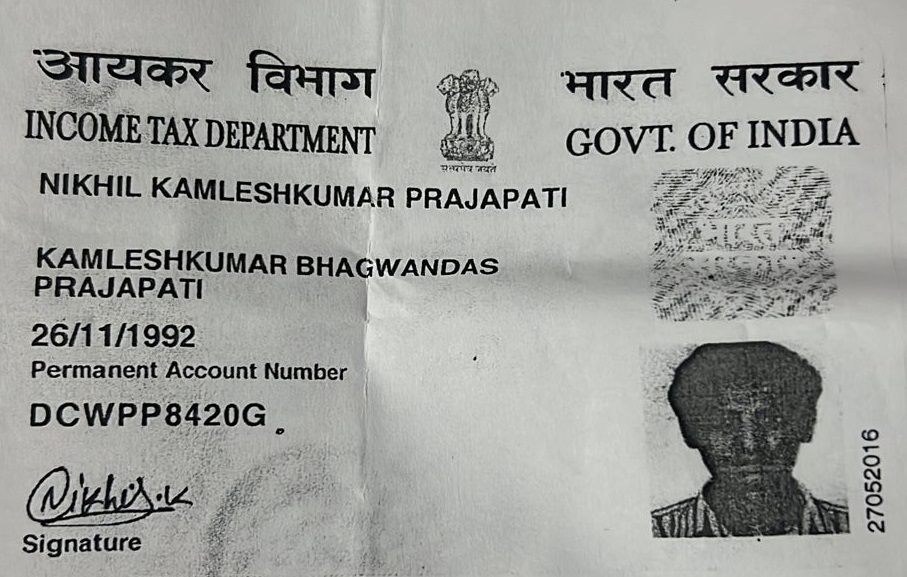 आयकर विभाग
भारत सरकार
INCOME TAX DEPARTMENT
GOVT. OF INDIA
सत्यमेव जयते
NIKHIL KAMLESHKUMAR PRAJAPATI
भारत
KAMLESHKUMAR BHAGWANDAS
PRAJAPATI
26/11/1992
Permanent Account Number
DCWPP8420G
Nikhil.K
Signature
27052016